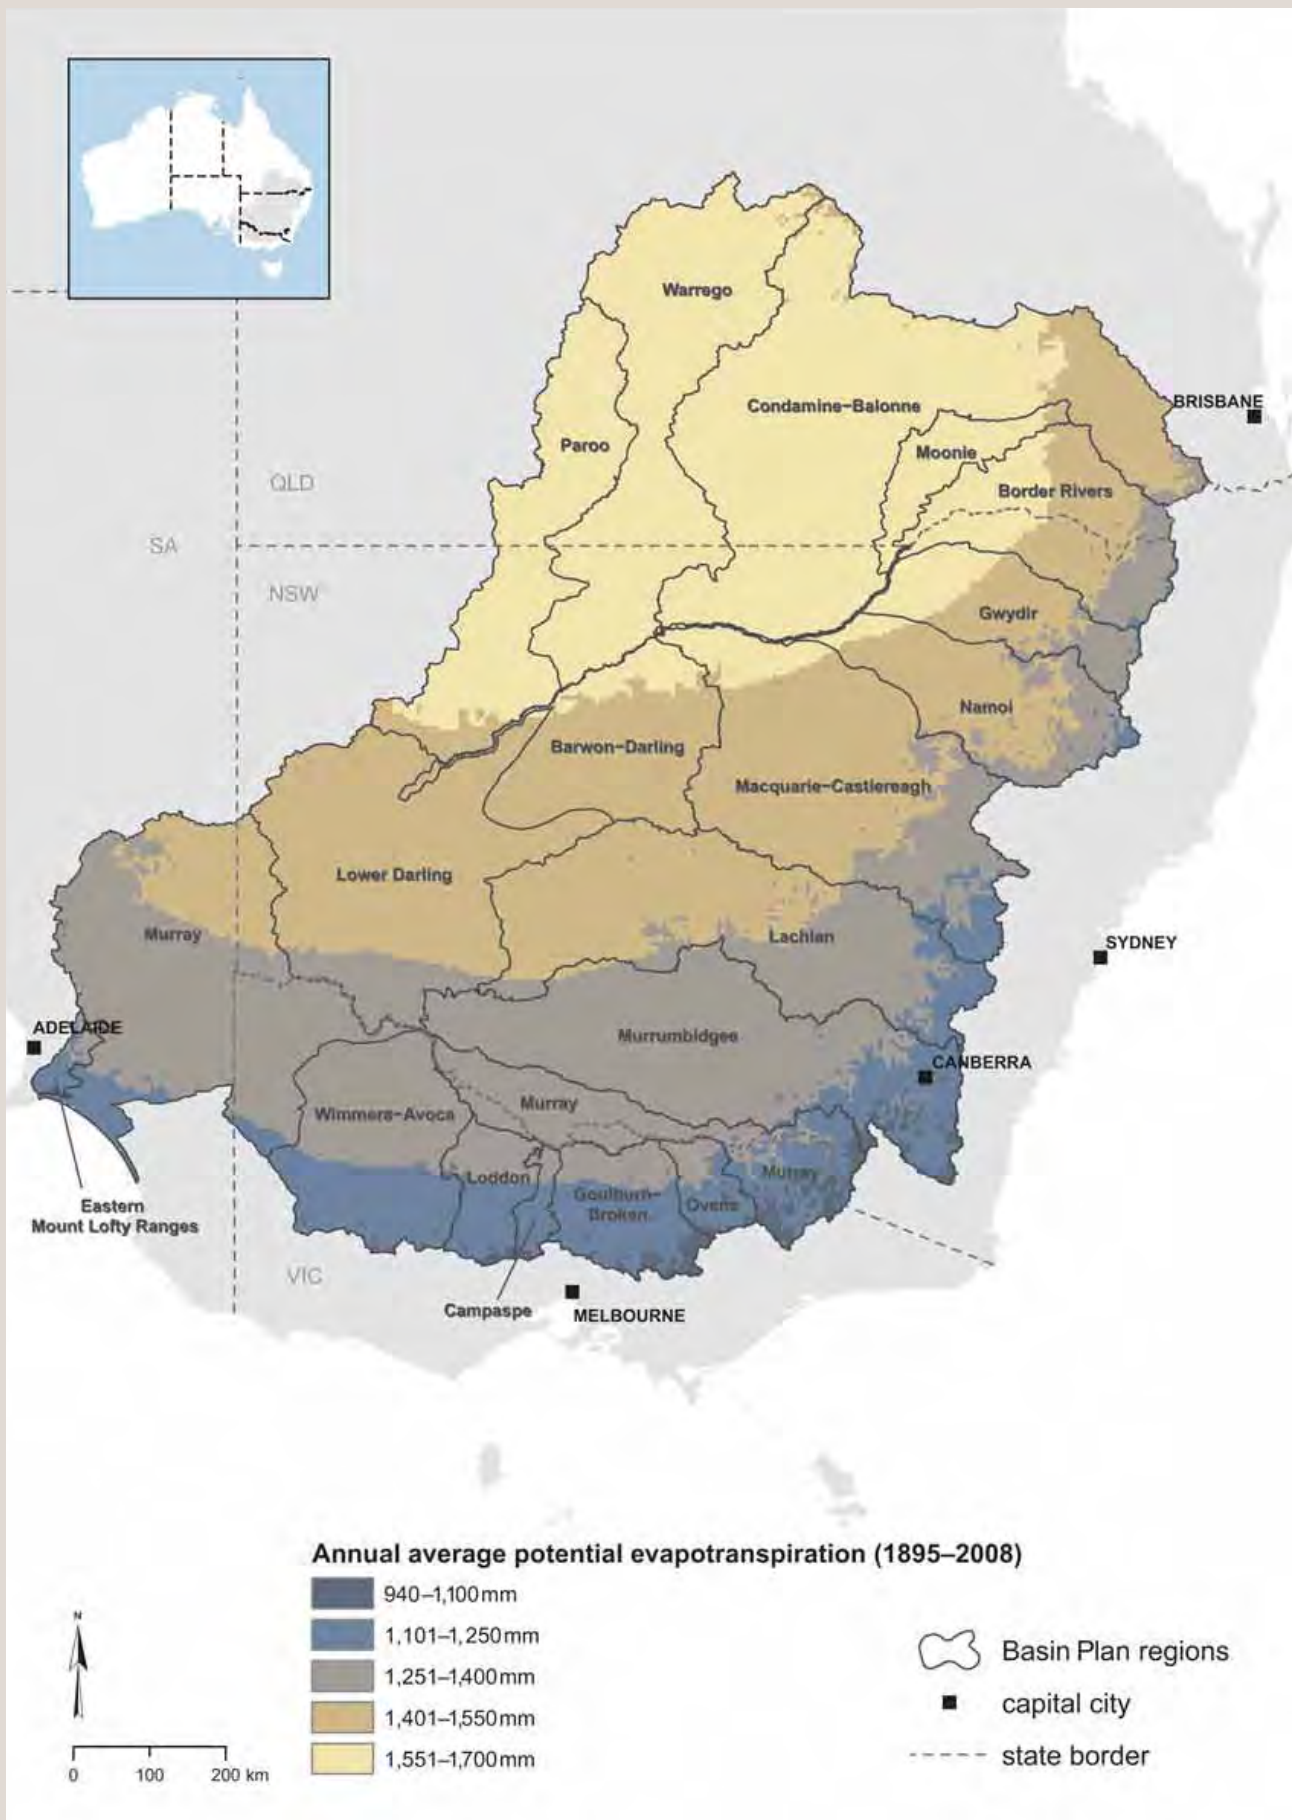 Warrego
Condamine–Balonne
BRISBANE
Paroo
Moonie
QLD
Border Rivers
SA
NSW
Gwydir
Namoi
Barwon–Darling
Macquarie–Castlereagh
Lower Darling
Murray
Lachlan
SYDNEY
ADELAIDE
Murrumbidgee
CANBERRA
Wimmera–Avoca
Murray
Loddon
Murray
Goulburn–
Broken
Ovens
Eastern
Mount Lofty Ranges
VIC
Campaspe
MELBOURNE
Annual average potential evapotranspiration (1895–2008)
940–1,100 mm
1,101–1,250 mm
1,251–1,400 mm
1,401–1,550 mm
1,551–1,700 mm
N
0 100 200 km
Basin Plan regions
capital city
state border